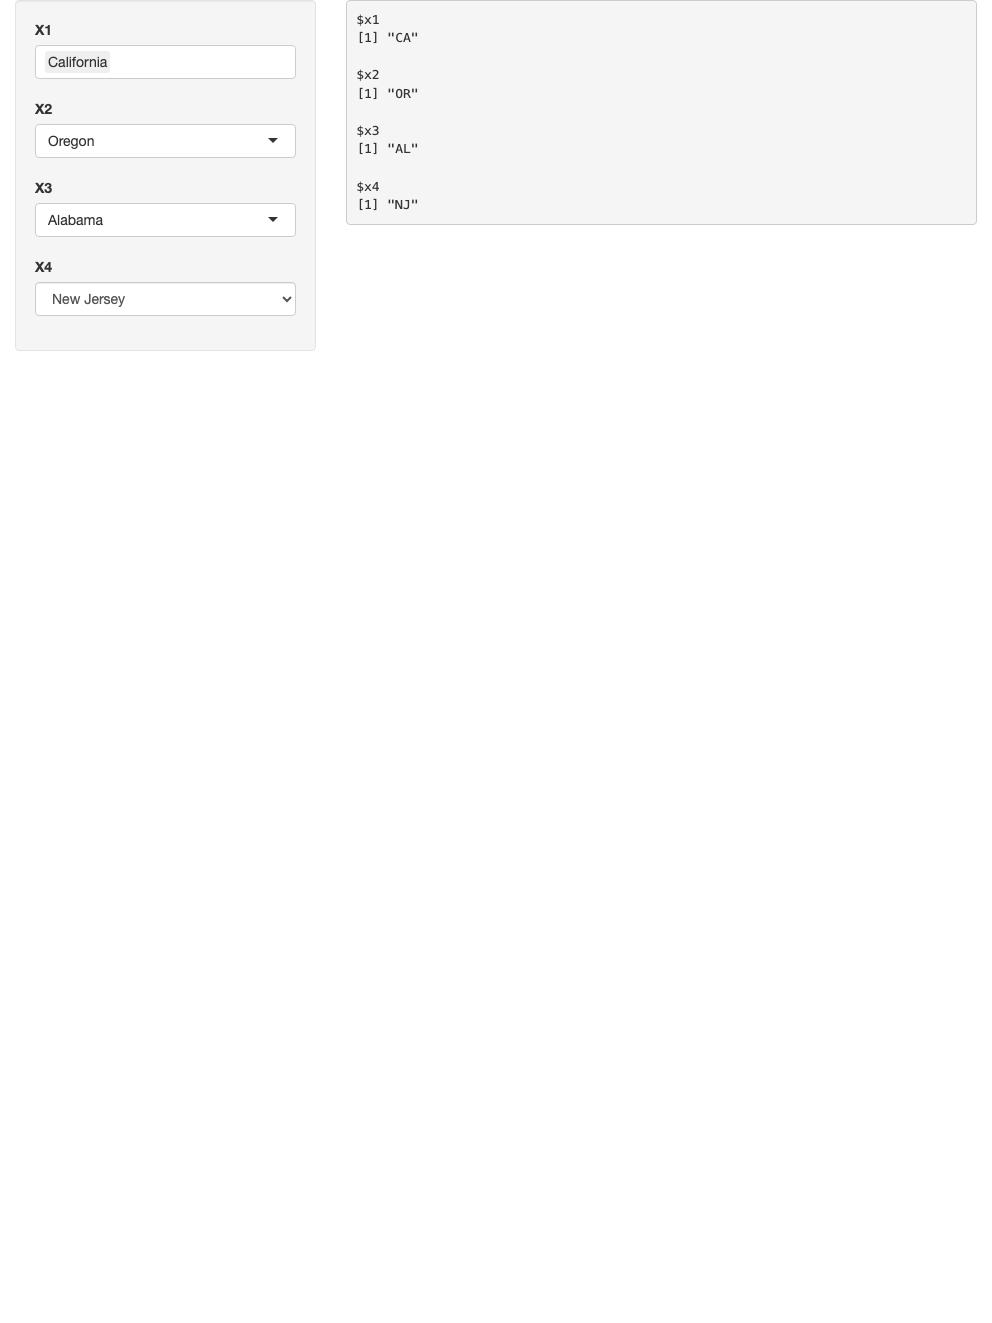 X1
California
X2
Oregon
X3
Alabama
X4
New Jersey
$x1
[1] "CA"
$x2
[1] "OR"
$x3
[1] "AL"
$x4
[1] "NJ"